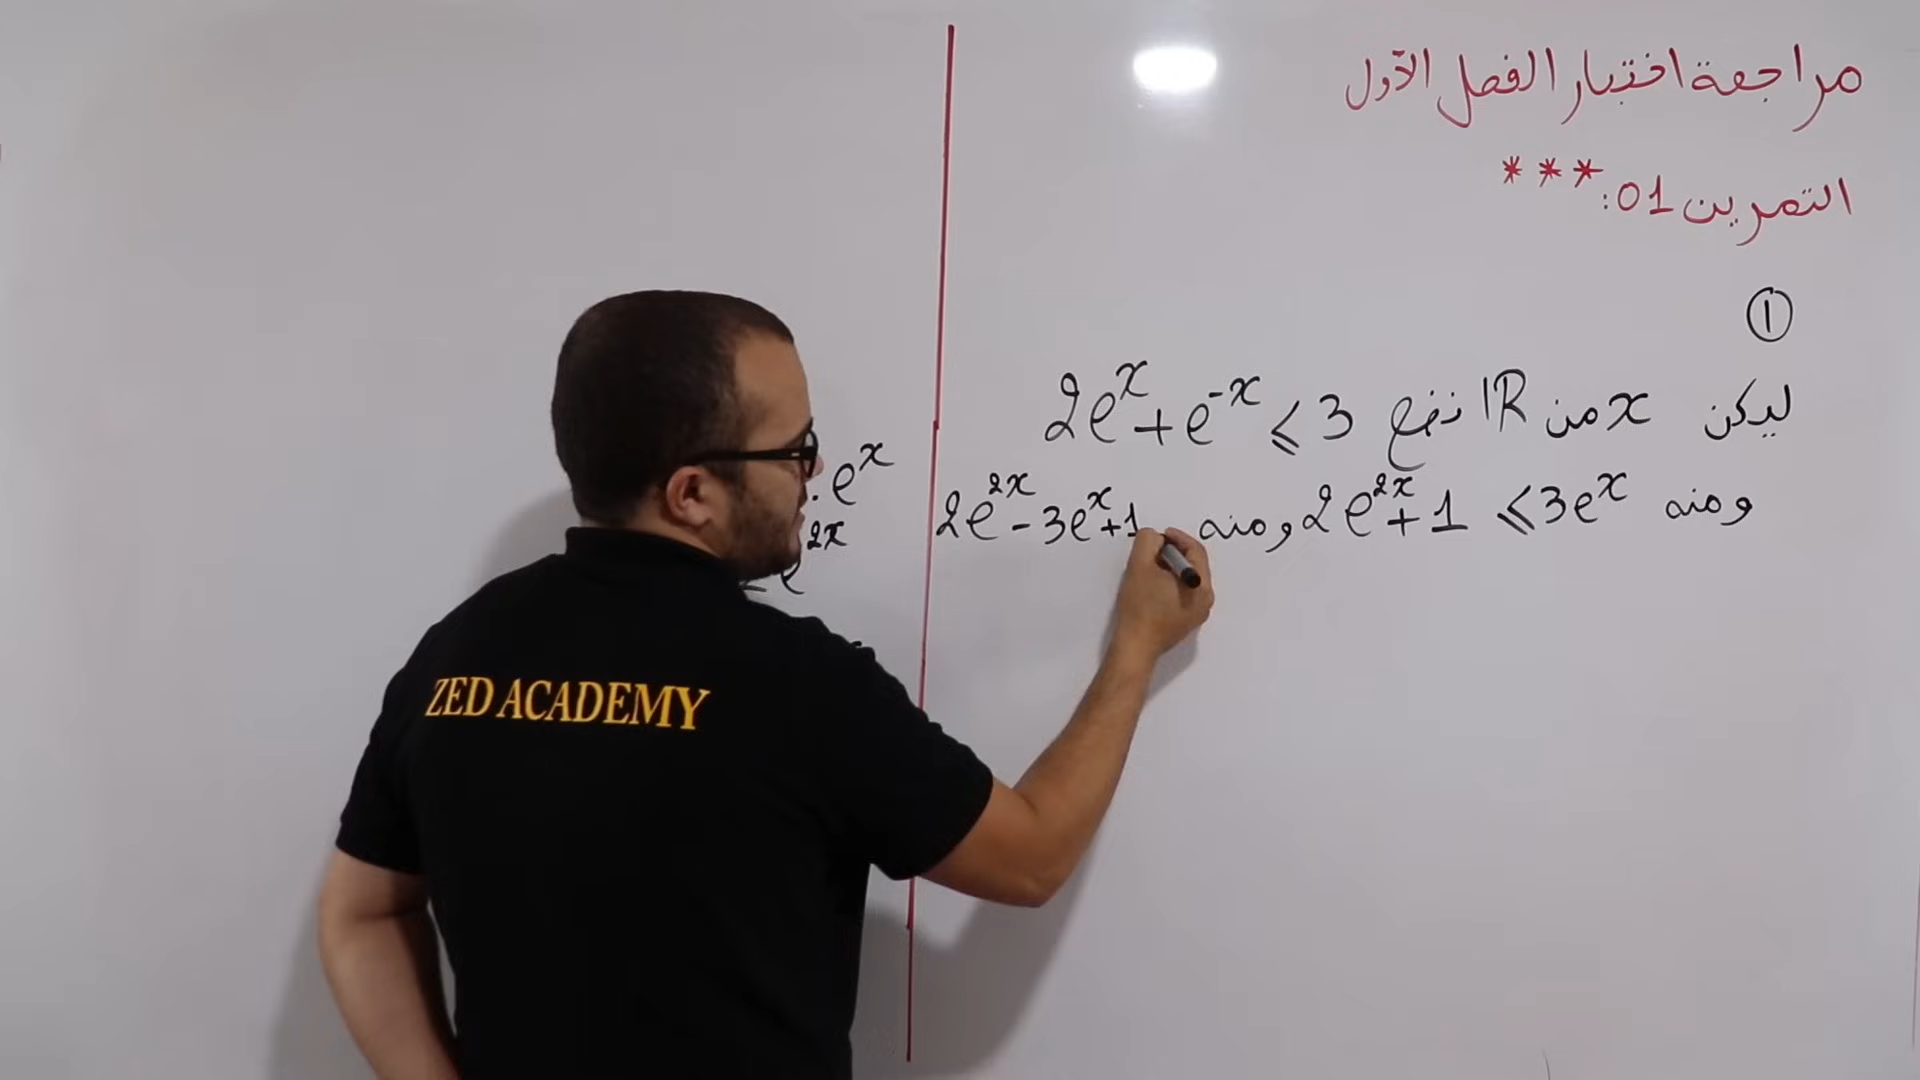 مراجعة اختبار الفصل الأول
التمرين 01: ***
①
ليكن x من IR نضع 2e^x + e^-x ⩽ 3
ومنه 2e^2x + 1 ⩽ 3e^x ومنه 2e^2x - 3e^x + 1
. e^x
e^2x
ZED ACADEMY